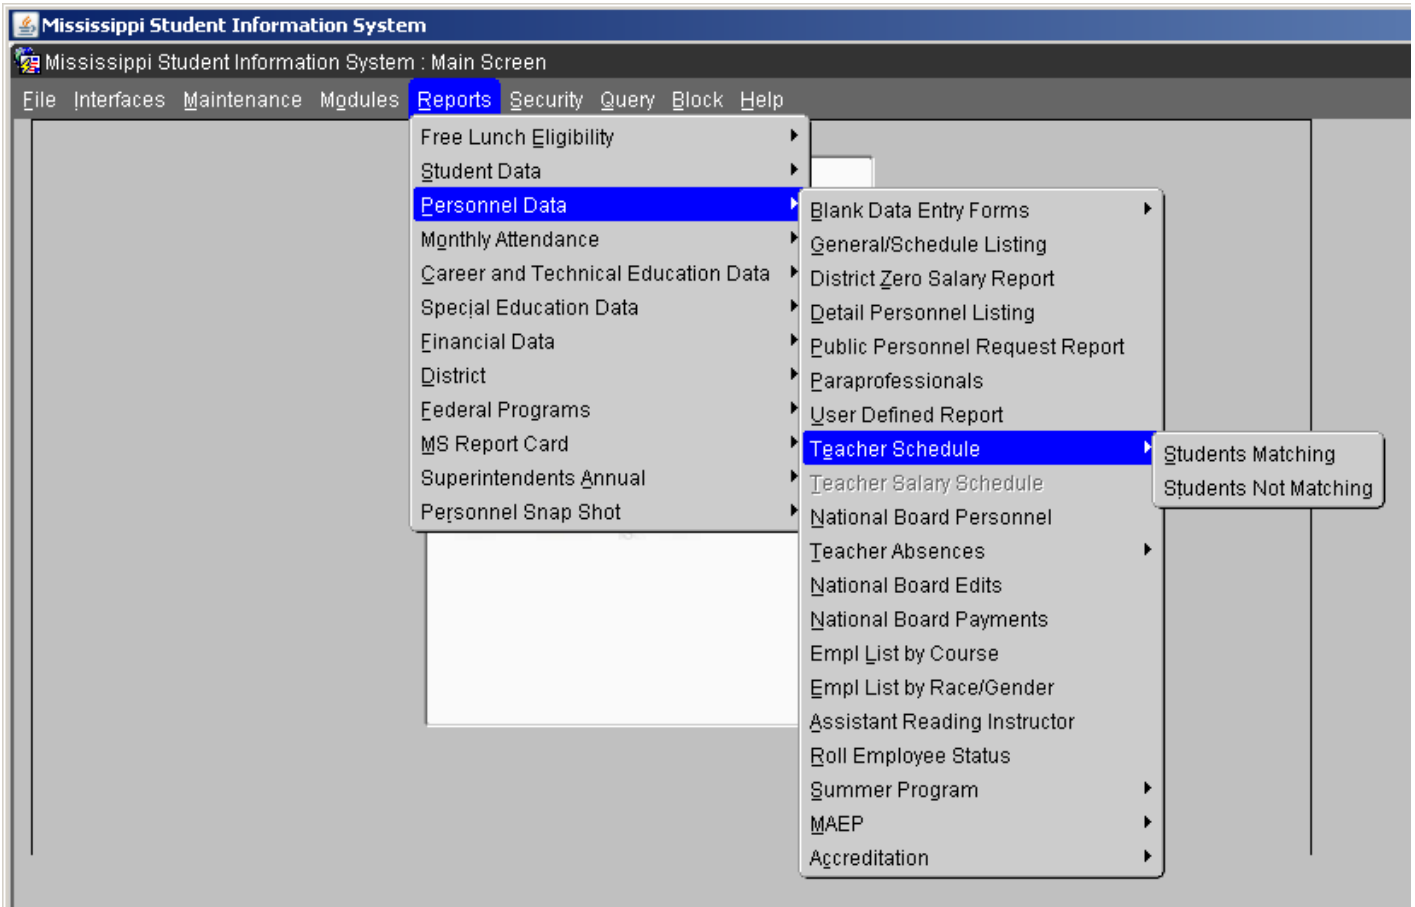 Mississippi Student Information System
Mississippi Student Information System : Main Screen
File Interfaces Maintenance Modules Reports Security Query Block Help
Free Lunch Eligibility
Student Data
Personnel Data
Monthly Attendance
Career and Technical Education Data
Special Education Data
Financial Data
District
Federal Programs
MS Report Card
Superintendents Annual
Personnel Snap Shot
Blank Data Entry Forms
General/Schedule Listing
District Zero Salary Report
Detail Personnel Listing
Public Personnel Request Report
Paraprofessionals
User Defined Report
Teacher Schedule
Teacher Salary Schedule
National Board Personnel
Teacher Absences
National Board Edits
National Board Payments
Empl List by Course
Empl List by Race/Gender
Assistant Reading Instructor
Roll Employee Status
Summer Program
MAEP
Accreditation
Students Matching
Students Not Matching